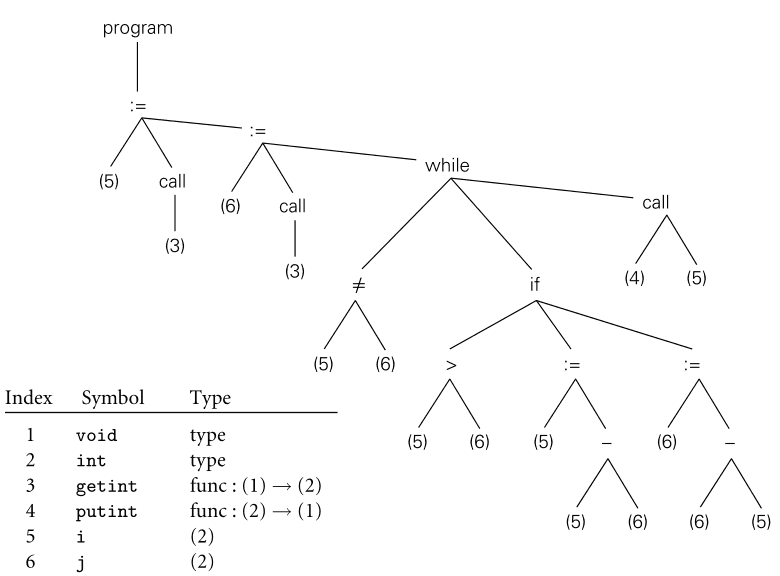 program
:=
:=
while
(5)
call
(6)
call
call
(3)
(3)
(4)
(5)
≠
if
(5)
(6)
>
:=
:=
(5)
(6)
(5)
−
(6)
−
(5)
(6)
(6)
(5)
Index Symbol Type
1 void type
2 int type
3 getint func : (1) → (2)
4 putint func : (2) → (1)
5 i (2)
6 j (2)